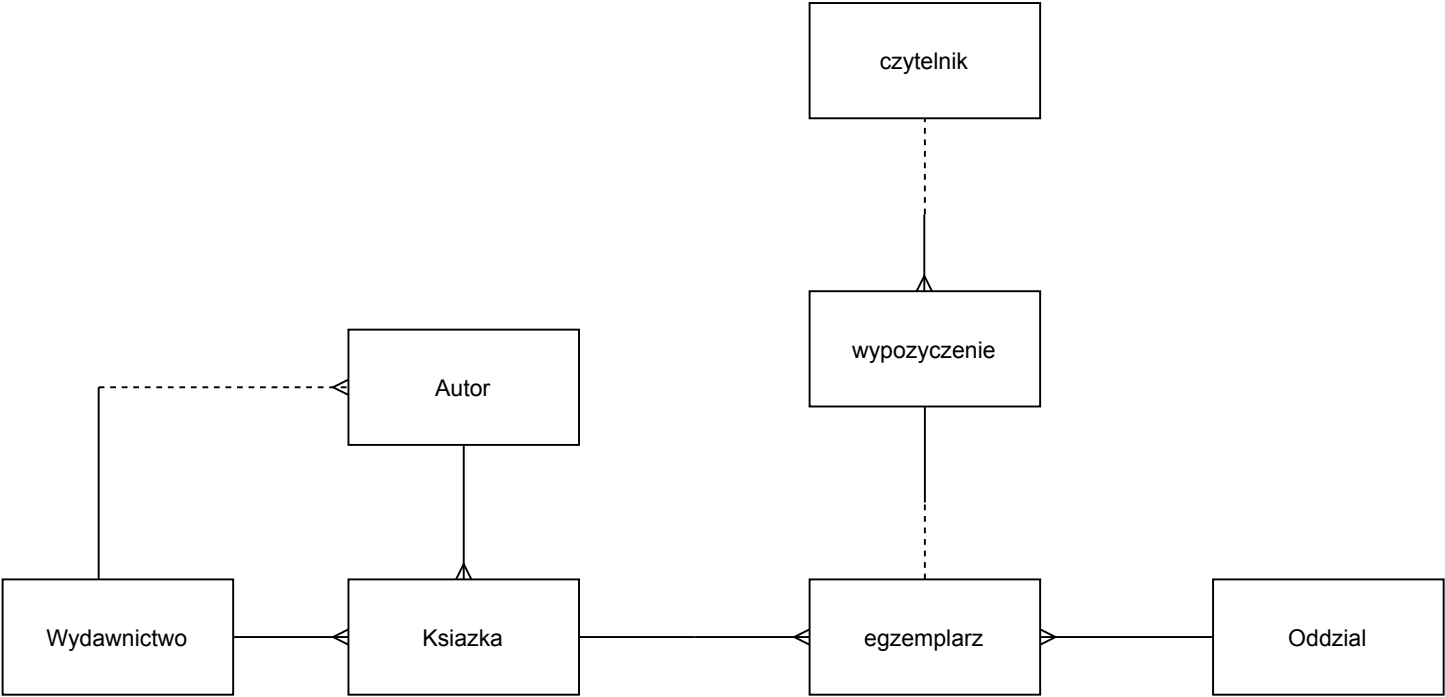 czytelnik
wypozyczenie
Autor
Wydawnictwo
Ksiazka
egzemplarz
Oddzial